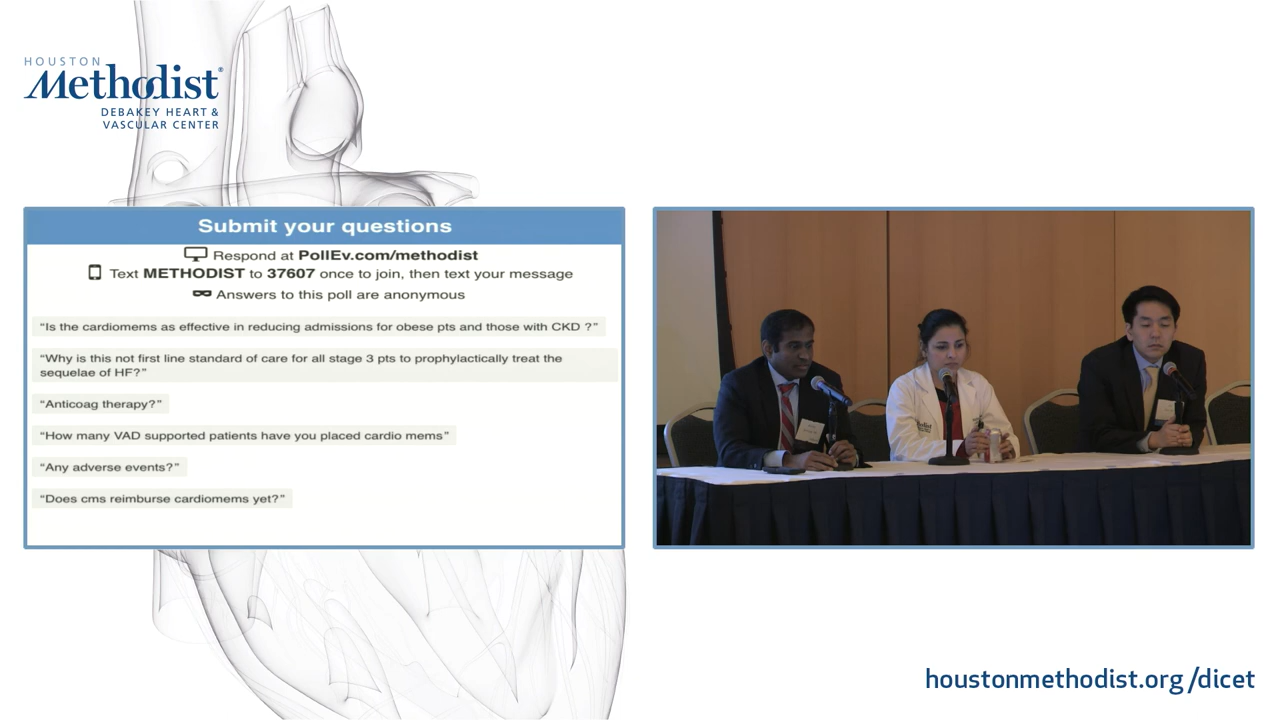 HOUSTON
Methodist®
DEBAKEY HEART &
VASCULAR CENTER
Submit your questions
Respond at PollEv.com/methodist
Text METHODIST to 37607 once to join, then text your message
Answers to this poll are anonymous
“Is the cardiomems as effective in reducing admissions for obese pts and those with CKD ?”
“Why is this not first line standard of care for all stage 3 pts to prophylactically treat the
sequelae of HF?”
“Anticoag therapy?”
“How many VAD supported patients have you placed cardio mems”
“Any adverse events?”
“Does cms reimburse cardiomems yet?”
houstonmethodist.org/dicet